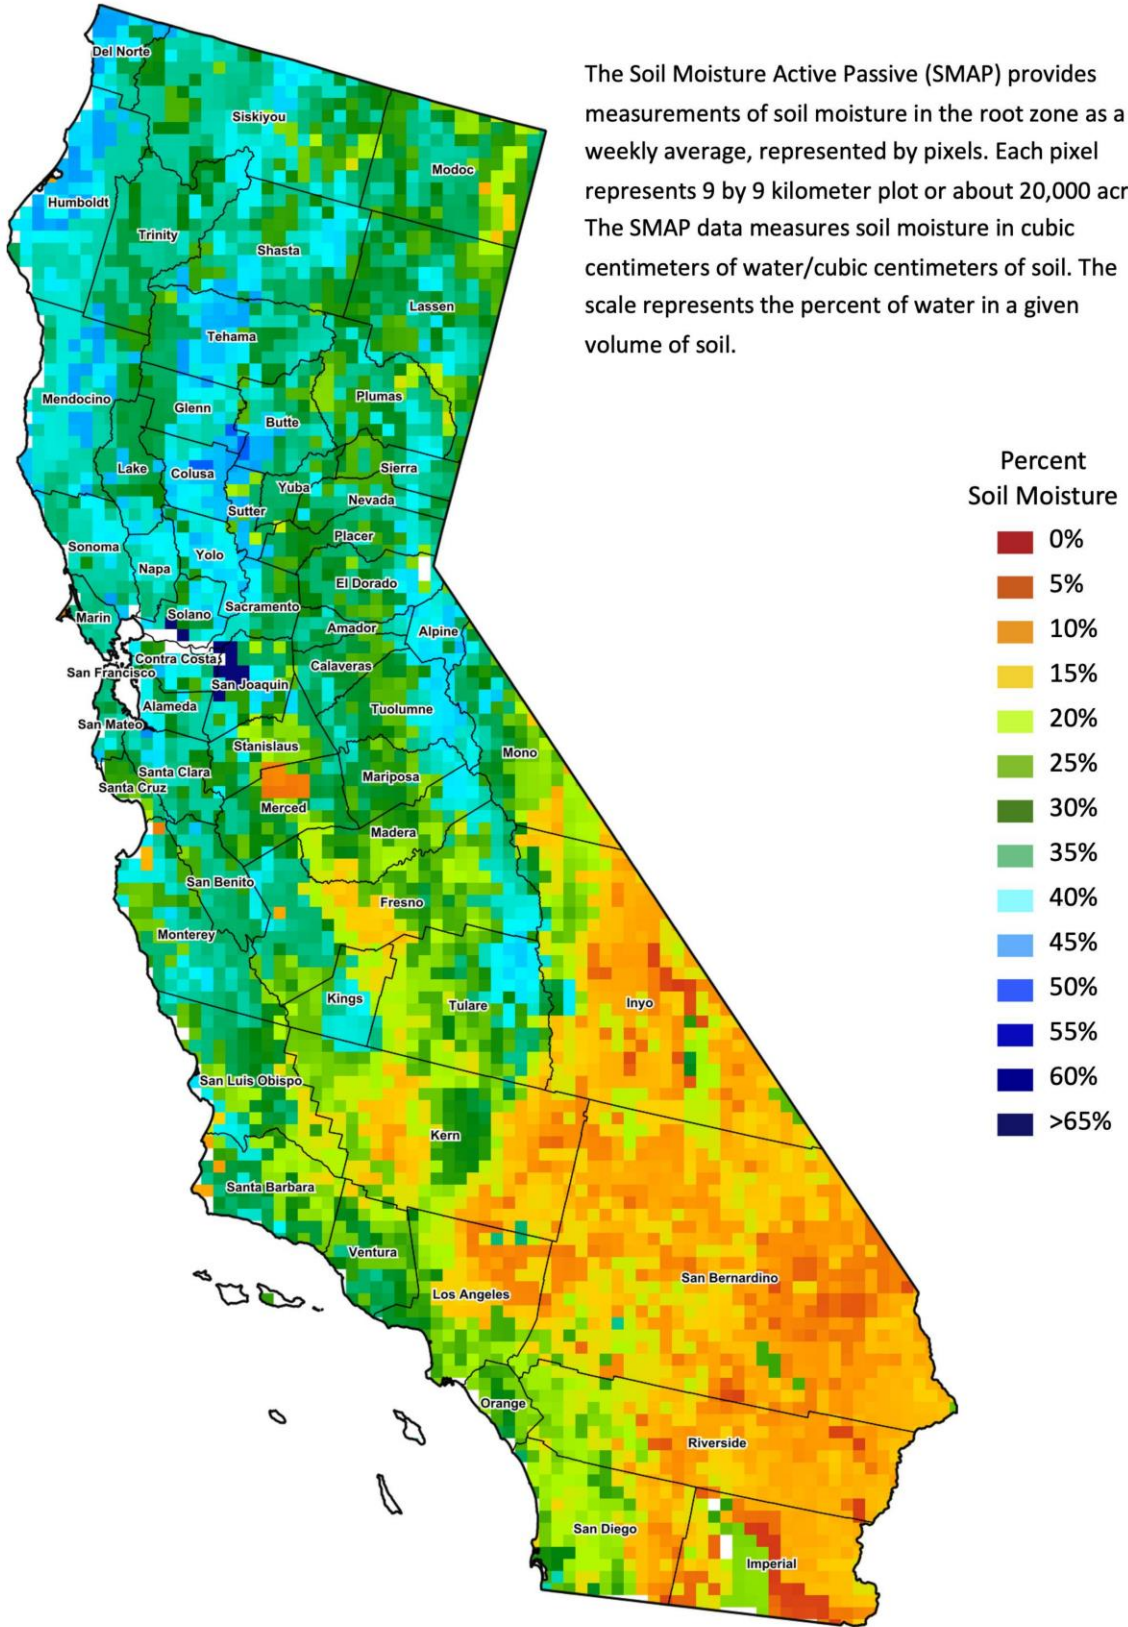 The Soil Moisture Active Passive (SMAP) provides
measurements of soil moisture in the root zone as a
weekly average, represented by pixels. Each pixel
represents 9 by 9 kilometer plot or about 20,000 acr
The SMAP data measures soil moisture in cubic
centimeters of water/cubic centimeters of soil. The
scale represents the percent of water in a given
volume of soil.
Percent
Soil Moisture
0%
5%
10%
15%
20%
25%
30%
35%
40%
45%
50%
55%
60%
>65%
Del Norte
Siskiyou
Modoc
Humboldt
Trinity
Shasta
Lassen
Tehama
Mendocino
Glenn
Plumas
Butte
Lake
Colusa
Sierra
Yuba
Nevada
Sutter
Placer
Sonoma
Napa
Yolo
El Dorado
Marin
Solano
Sacramento
Amador
Alpine
Contra Costa
Calaveras
San Francisco
San Joaquin
Alameda
Tuolumne
San Mateo
Stanislaus
Mono
Santa Clara
Mariposa
Santa Cruz
Merced
Madera
San Benito
Fresno
Monterey
Kings
Tulare
Inyo
San Luis Obispo
Kern
Santa Barbara
Ventura
Los Angeles
San Bernardino
Orange
Riverside
San Diego
Imperial